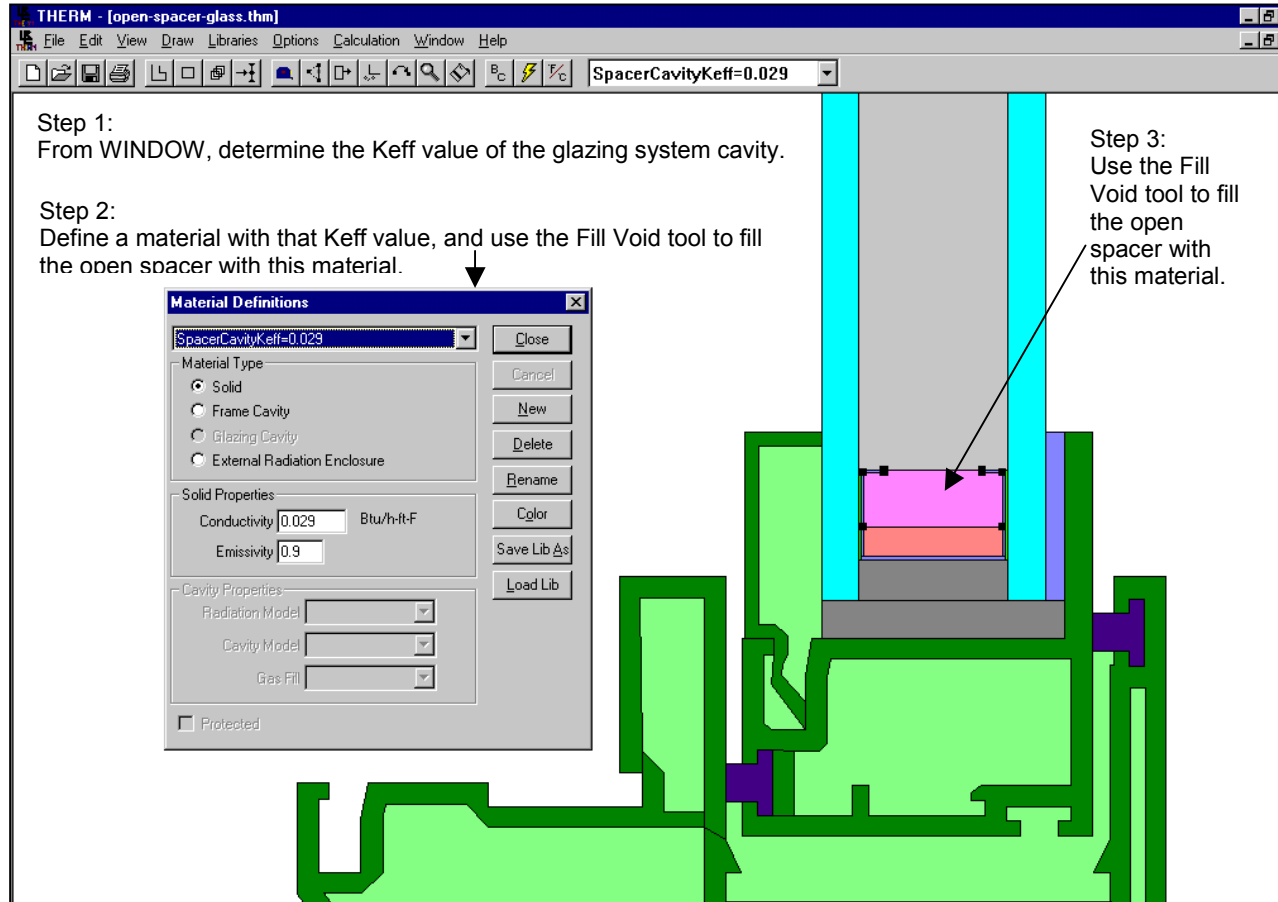 THERM - [open-spacer-glass.thm]
File Edit View Draw Libraries Options Calculation Window Help
SpacerCavityKeff=0.029
Step 1:
From WINDOW, determine the Keff value of the glazing system cavity.
Step 2:
Define a material with that Keff value, and use the Fill Void tool to fill
the open spacer with this material.
Step 3:
Use the Fill
Void tool to fill
the open
spacer with
this material.
Material Definitions
SpacerCavityKeff=0.029
Close
Material Type
Cancel
Solid
Frame Cavity
New
Glazing Cavity
Delete
External Radiation Enclosure
Rename
Solid Properties
Conductivity 0.029 Btu/h-ft-F
Color
Emissivity 0.9
Save Lib As
Cavity Properties
Load Lib
Radiation Model
Cavity Model
Gas Fill
Protected